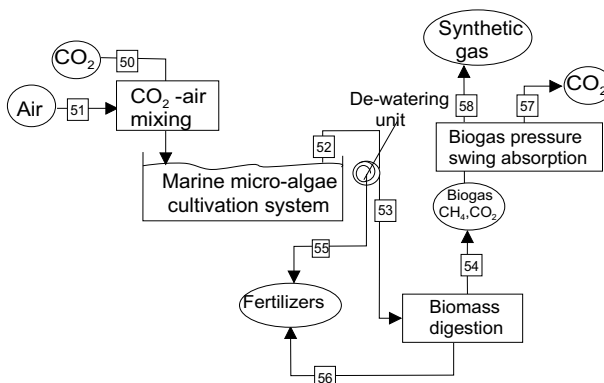 Synthetic
gas
CO2
50
58
57
CO2
Air
51
CO2 -air
mixing
De-watering
unit
52
Biogas pressure
swing absorption
Marine micro-algae
cultivation system
53
Biogas
CH4,CO2
55
54
Fertilizers
Biomass
digestion
56